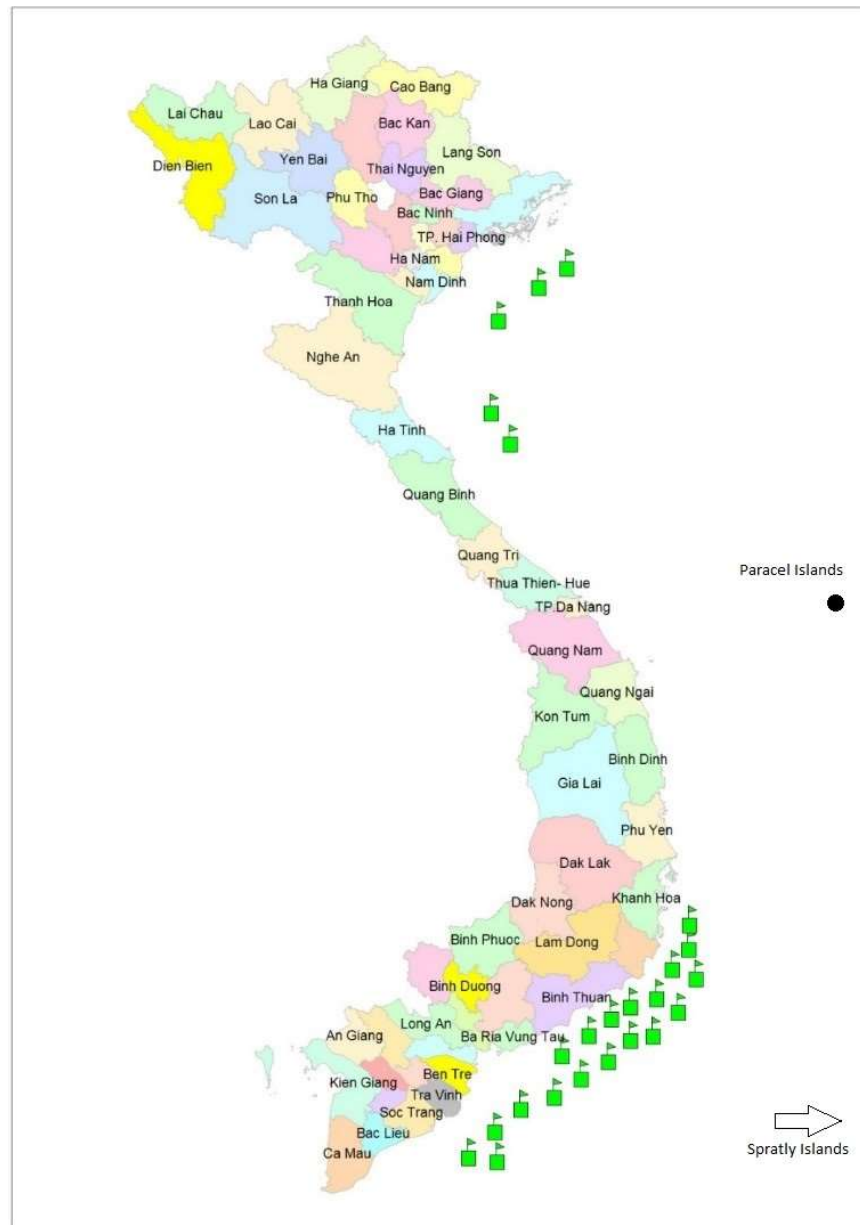 Ha Giang
Cao Bang
Lai Chau
Lao Cai
Bac Kan
Lang Son
Dien Bien
Yen Bai
Thai Nguyen
Son La
Phu Tho
Bac Giang
Bac Ninh
TP. Hai Phong
Ha Nam
Nam Dinh
Thanh Hoa
Nghe An
Ha Tinh
Quang Binh
Quang Tri
Paracel Islands
Thua Thien- Hue
TP.Da Nang
Quang Nam
Quang Ngai
Kon Tum
Binh Dinh
Gia Lai
Phu Yen
Dak Lak
Khanh Hoa
Dak Nong
Binh Phuoc
Lam Dong
Binh Duong
Binh Thuan
Long An
An Giang
Ba Ria Vung Tau
Ben Tre
Kien Giang
Tra Vinh
Soc Trang
Bac Lieu
Ca Mau
Spratly Islands